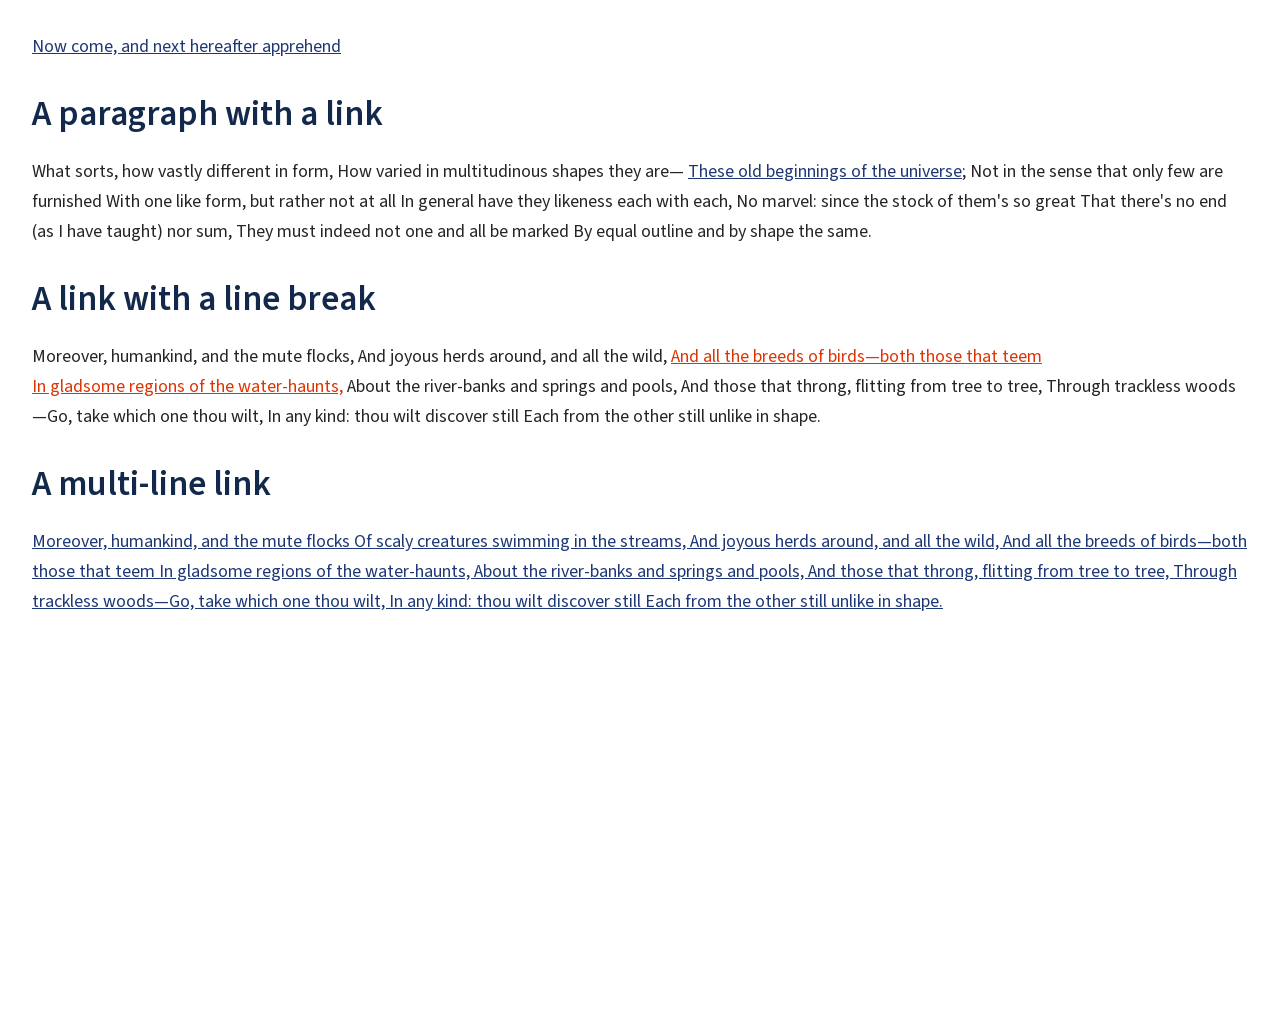 Now come, and next hereafter apprehend
A paragraph with a link
What sorts, how vastly different in form, How varied in multitudinous shapes they are— These old beginnings of the universe; Not in the sense that only few are
furnished With one like form, but rather not at all In general have they likeness each with each, No marvel: since the stock of them's so great That there's no end
(as I have taught) nor sum, They must indeed not one and all be marked By equal outline and by shape the same.
A link with a line break
Moreover, humankind, and the mute flocks, And joyous herds around, and all the wild, And all the breeds of birds—both those that teem
In gladsome regions of the water-haunts, About the river-banks and springs and pools, And those that throng, flitting from tree to tree, Through trackless woods
—Go, take which one thou wilt, In any kind: thou wilt discover still Each from the other still unlike in shape.
A multi-line link
Moreover, humankind, and the mute flocks Of scaly creatures swimming in the streams, And joyous herds around, and all the wild, And all the breeds of birds—both
those that teem In gladsome regions of the water-haunts, About the river-banks and springs and pools, And those that throng, flitting from tree to tree, Through
trackless woods—Go, take which one thou wilt, In any kind: thou wilt discover still Each from the other still unlike in shape.